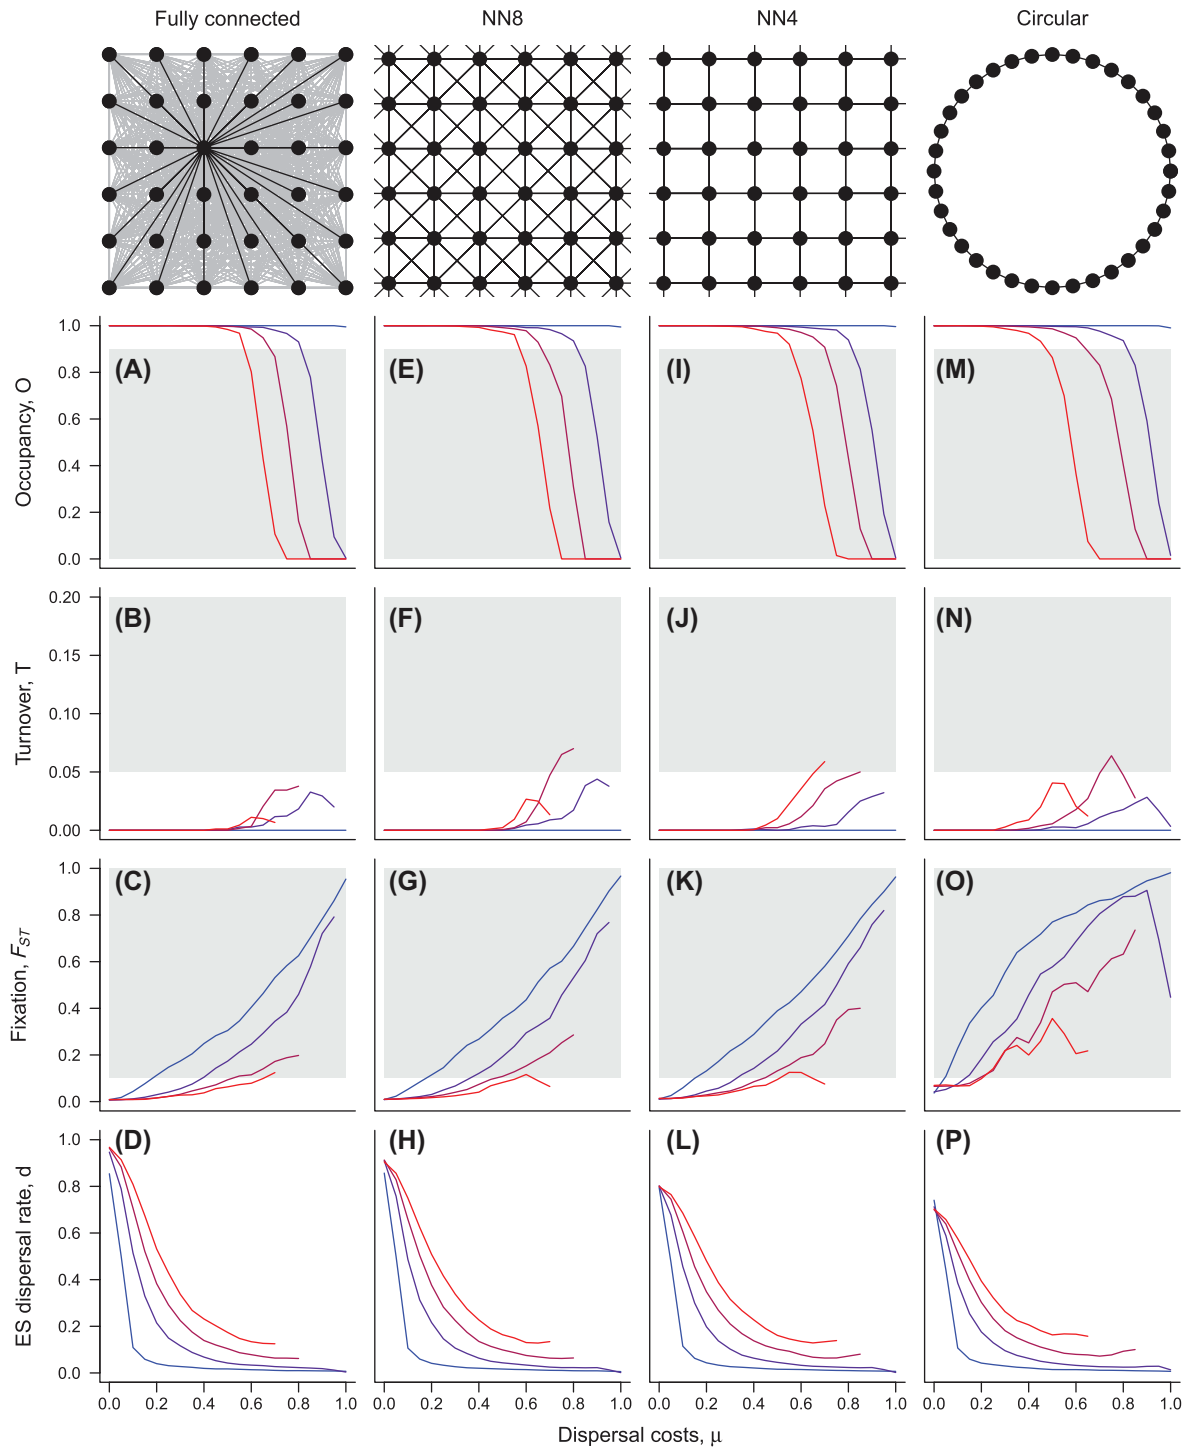 Fully connected NN8 NN4 Circular
Occupancy, O
1.0
0.8
0.6
0.4
0.2
0.0
(A) (E) (I) (M)
Turnover, T
0.20
0.15
0.10
0.05
0.00
(B) (F) (J) (N)
Fixation, F_ST
1.0
0.8
0.6
0.4
0.2
0.0
(C) (G) (K) (O)
ES dispersal rate, d
1.0
0.8
0.6
0.4
0.2
0.0
(D) (H) (L) (P)
0.0 0.2 0.4 0.6 0.8 1.0 0.0 0.2 0.4 0.6 0.8 1.0 0.0 0.2 0.4 0.6 0.8 1.0 0.0 0.2 0.4 0.6 0.8 1.0
Dispersal costs, μ